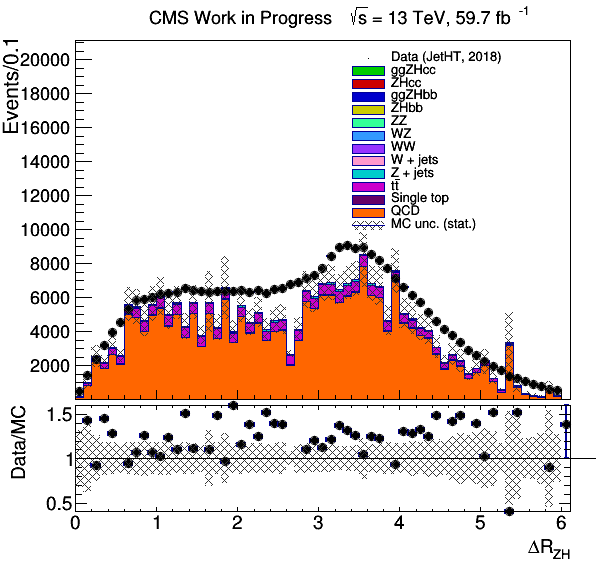 CMS Work in Progress √s = 13 TeV, 59.7 fb⁻¹
Events/0.1
20000
18000
16000
14000
12000
10000
8000
6000
4000
2000
Data (JetHT, 2018)
ggZHcc
ZHcc
ggZHbb
ZHbb
ZZ
WZ
WW
W + jets
Z + jets
tt̄
Single top
QCD
MC unc. (stat.)
Data/MC
1.5
1
0.5
0 1 2 3 4 5 6
ΔR_ZH